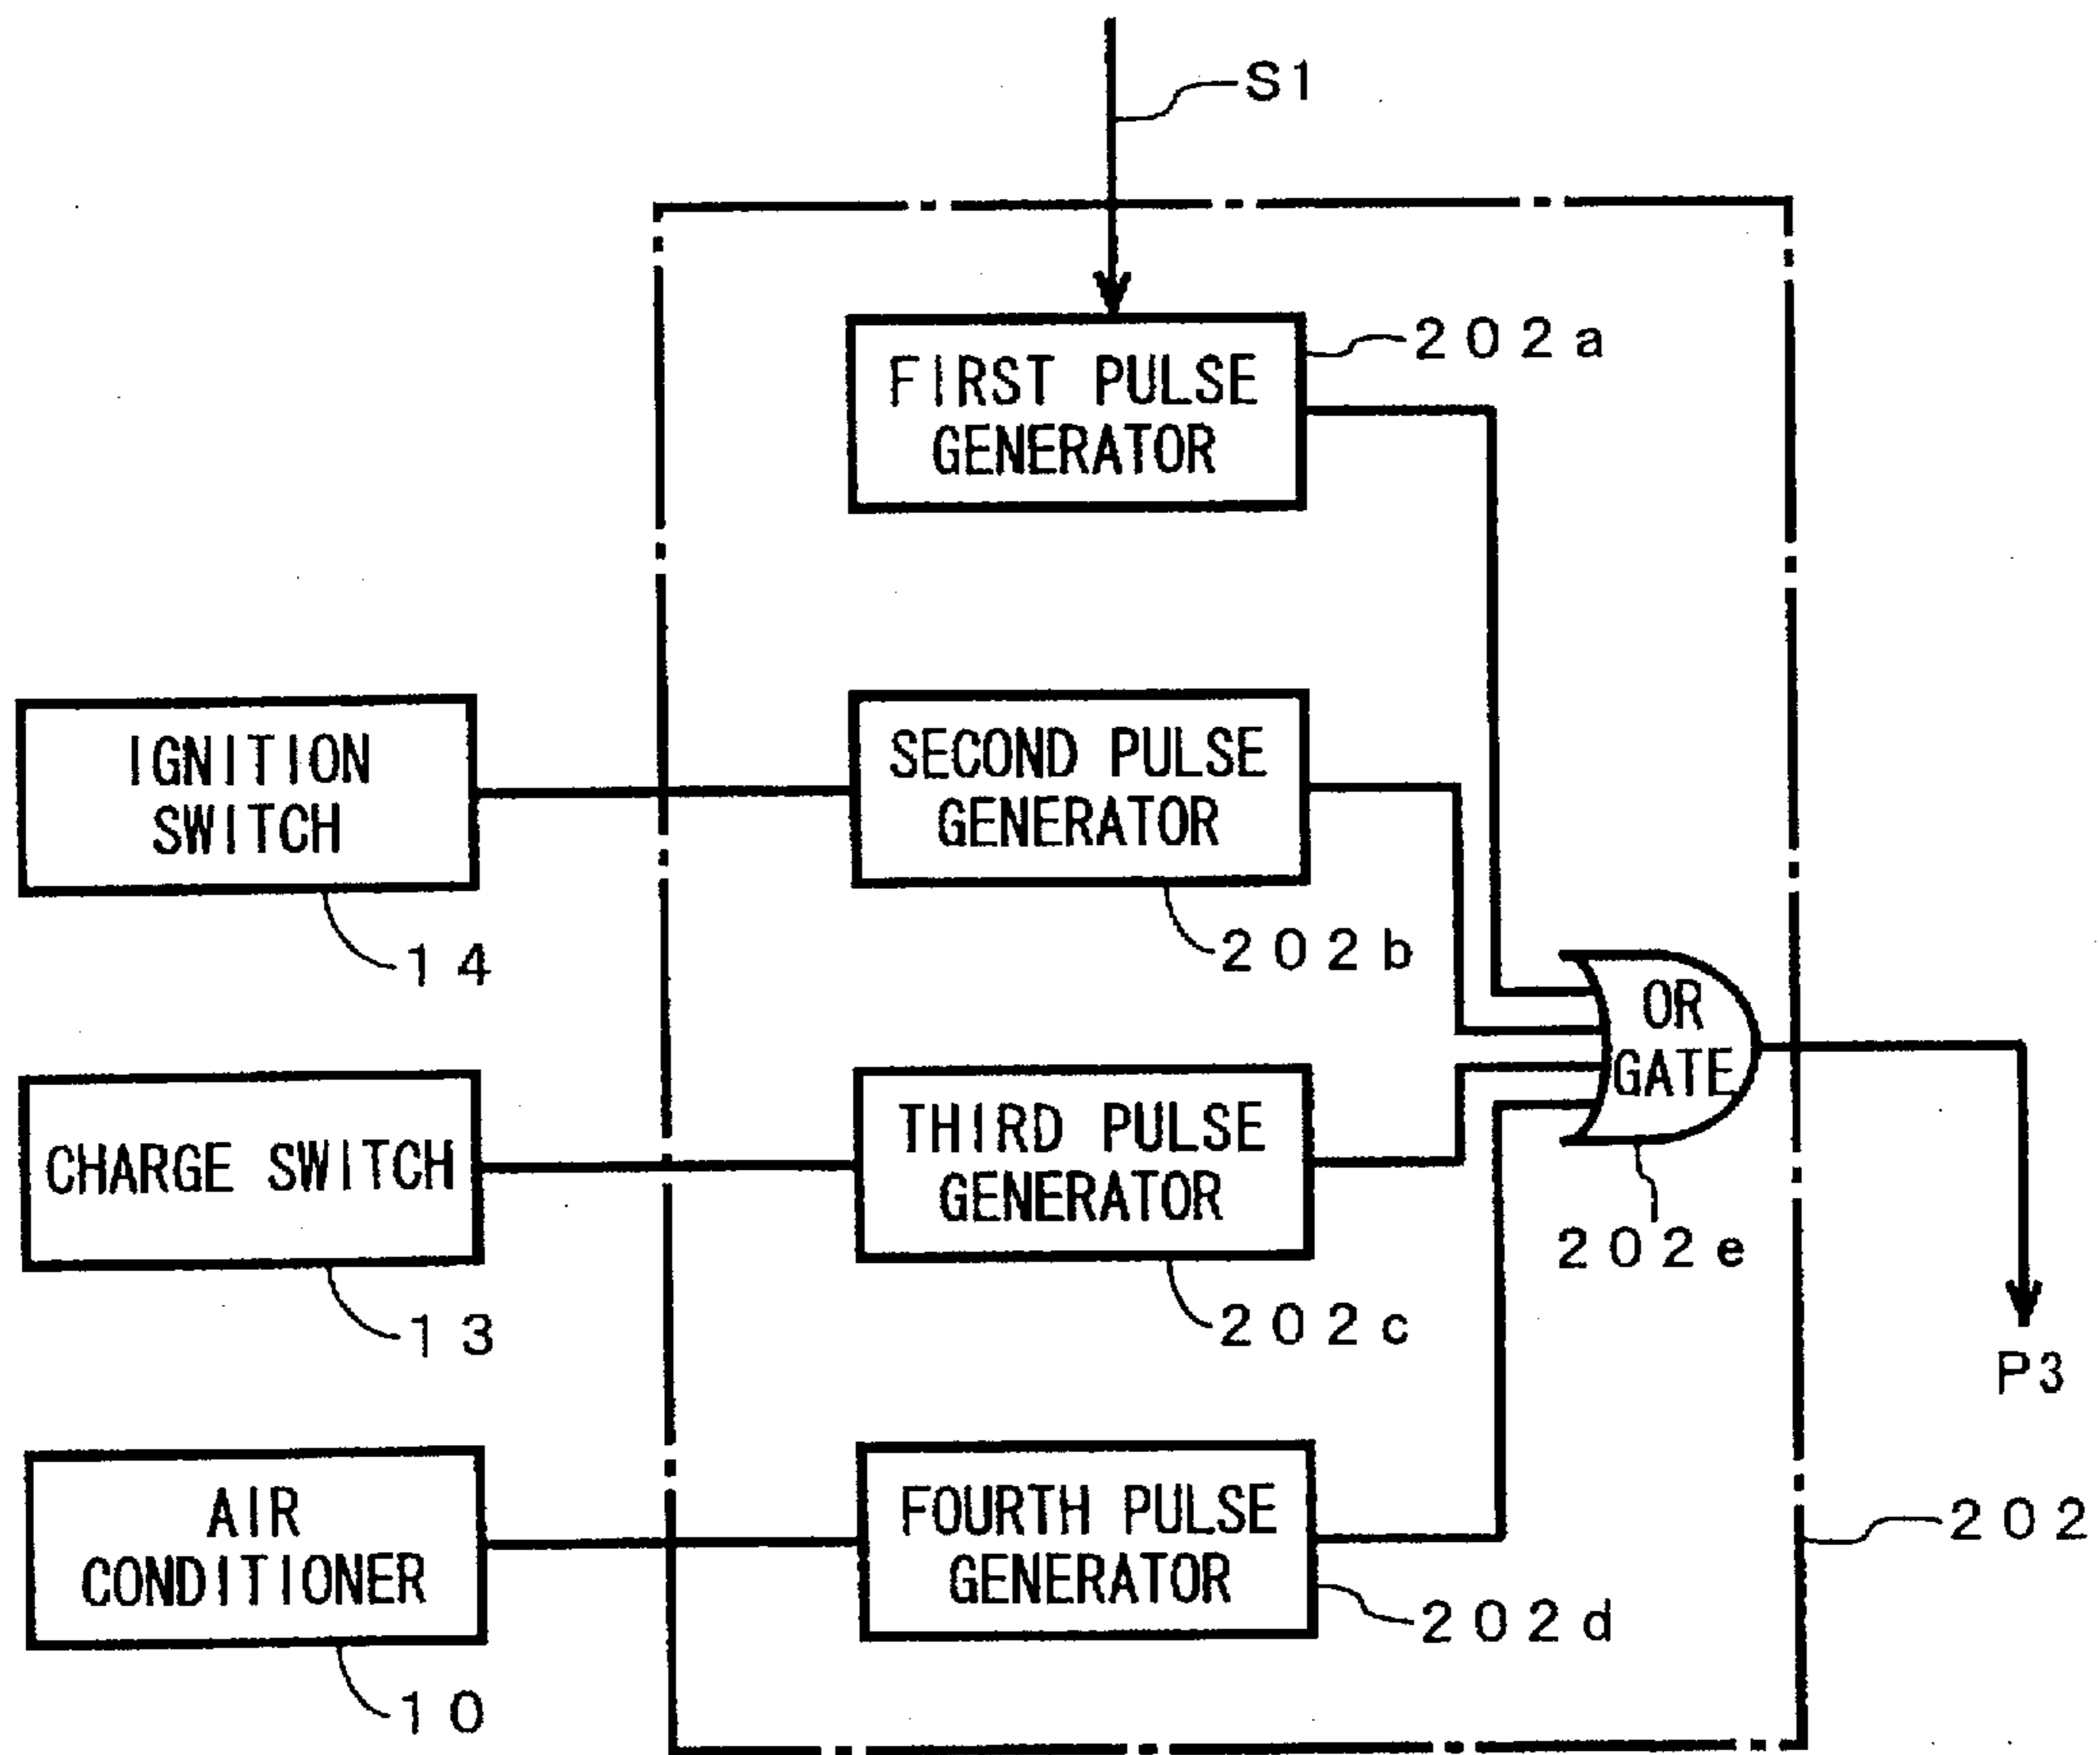 S1
202a
FIRST PULSE
GENERATOR
IGNITION
SWITCH
14
SECOND PULSE
GENERATOR
202b
OR
GATE
202e
CHARGE SWITCH
13
THIRD PULSE
GENERATOR
202c
P3
AIR
CONDITIONER
10
FOURTH PULSE
GENERATOR
202d
202